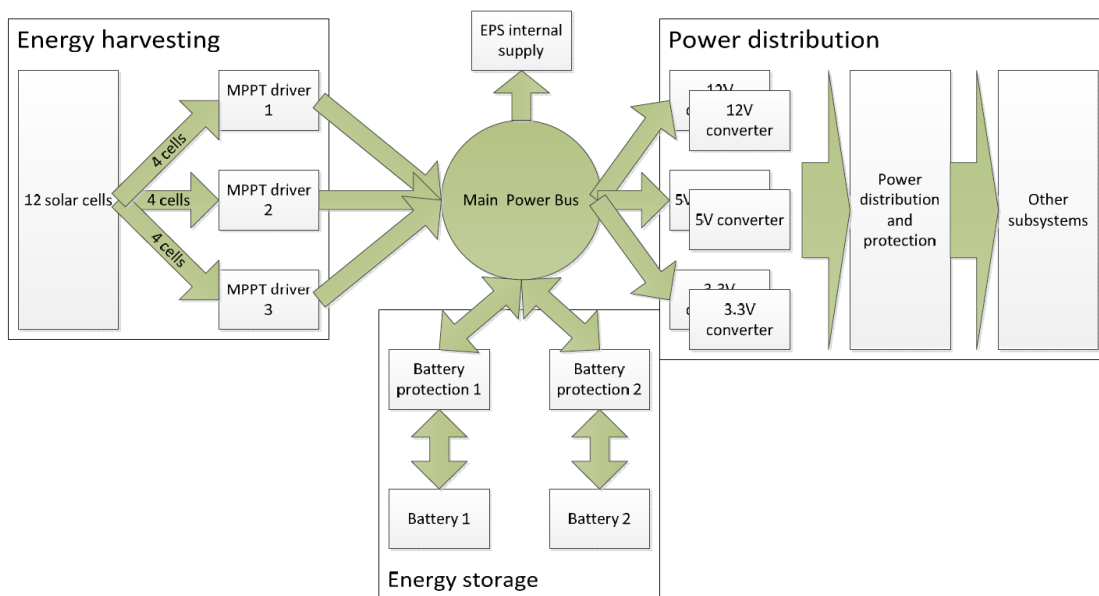 Energy harvesting
12 solar cells
4 cells
4 cells
4 cells
MPPT driver
1
MPPT driver
2
MPPT driver
3
EPS internal
supply
Main  Power Bus
Battery
protection 1
Battery
protection 2
Battery 1
Battery 2
Energy storage
Power distribution
12V
converter
5V
5V converter
3.3V
converter
Power
distribution
and
protection
Other
subsystems